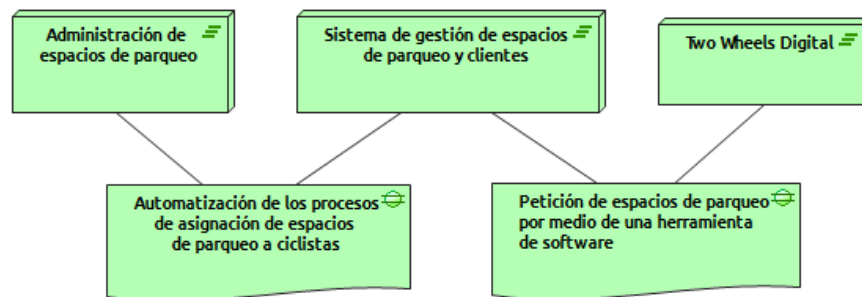 Administración de
espacios de parqueo
Sistema de gestión de espacios
de parqueo y clientes
Two Wheels Digital
Automatización de los procesos
de asignación de espacios
de parqueo a ciclistas
Petición de espacios de parqueo
por medio de una herramienta
de software